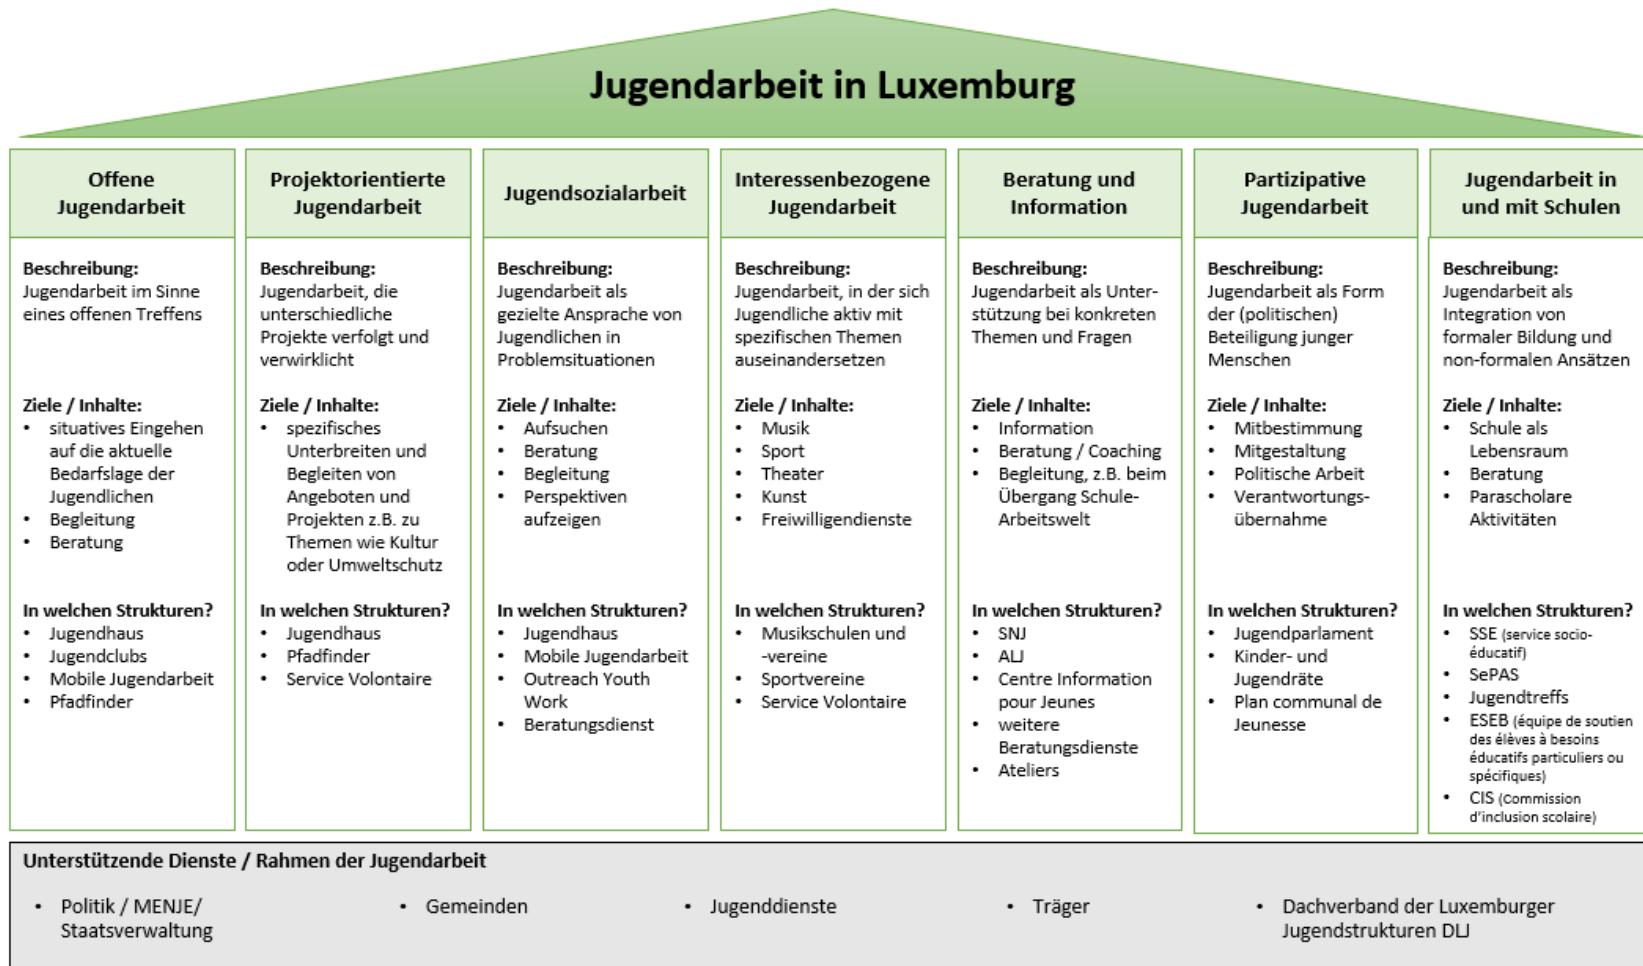 Jugendarbeit in Luxemburg
Offene
Jugendarbeit
Beschreibung:
Jugendarbeit im Sinne
eines offenen Treffens
Ziele / Inhalte:
• situatives Eingehen
auf die aktuelle
Bedarfslage der
Jugendlichen
• Begleitung
• Beratung
In welchen Strukturen?
• Jugendhaus
• Jugendclubs
• Mobile Jugendarbeit
• Pfadfinder
Projektorientierte
Jugendarbeit
Beschreibung:
Jugendarbeit, die
unterschiedliche
Projekte verfolgt und
verwirklicht
Ziele / Inhalte:
• spezifisches
Unterbreiten und
Begleiten von
Angeboten und
Projekten z.B. zu
Themen wie Kultur
oder Umweltschutz
In welchen Strukturen?
• Jugendhaus
• Pfadfinder
• Service Volontaire
Jugendsozialarbeit
Beschreibung:
Jugendarbeit als
gezielte Ansprache von
Jugendlichen in
Problemsituationen
Ziele / Inhalte:
• Aufsuchen
• Beratung
• Begleitung
• Perspektiven
aufzeigen
In welchen Strukturen?
• Jugendhaus
• Mobile Jugendarbeit
• Outreach Youth
Work
• Beratungsdienst
Interessenbezogene
Jugendarbeit
Beschreibung:
Jugendarbeit, in der sich
Jugendliche aktiv mit
spezifischen Themen
auseinandersetzen
Ziele / Inhalte:
• Musik
• Sport
• Theater
• Kunst
• Freiwilligendienste
In welchen Strukturen?
• Musikschulen und
-vereine
• Sportvereine
• Service Volontaire
Beratung und
Information
Beschreibung:
Jugendarbeit als Unter-
stützung bei konkreten
Themen und Fragen
Ziele / Inhalte:
• Information
• Beratung / Coaching
• Begleitung, z.B. beim
Übergang Schule-
Arbeitswelt
In welchen Strukturen?
• SNJ
• ALJ
• Centre Information
pour Jeunes
• weitere
Beratungsdienste
• Ateliers
Partizipative
Jugendarbeit
Beschreibung:
Jugendarbeit als Form
der (politischen)
Beteiligung junger
Menschen
Ziele / Inhalte:
• Mitbestimmung
• Mitgestaltung
• Politische Arbeit
• Verantwortungs-
übernahme
In welchen Strukturen?
• Jugendparlament
• Kinder- und
Jugendräte
• Plan communal de
Jeunesse
Jugendarbeit in
und mit Schulen
Beschreibung:
Jugendarbeit als
Integration von
formaler Bildung und
non-formalen Ansätzen
Ziele / Inhalte:
• Schule als
Lebensraum
• Beratung
• Parascholare
Aktivitäten
In welchen Strukturen?
• SSE (service socio-
éducatif)
• SePAS
• Jugendtreffs
• ESEB (équipe de soutien
des élèves à besoins
éducatifs particuliers ou
spécifiques)
• CIS (Commission
d'inclusion scolaire)
Unterstützende Dienste / Rahmen der Jugendarbeit
• Politik / MENJE/
Staatsverwaltung
• Gemeinden
• Jugenddienste
• Träger
• Dachverband der Luxemburger
Jugendstrukturen DLJ